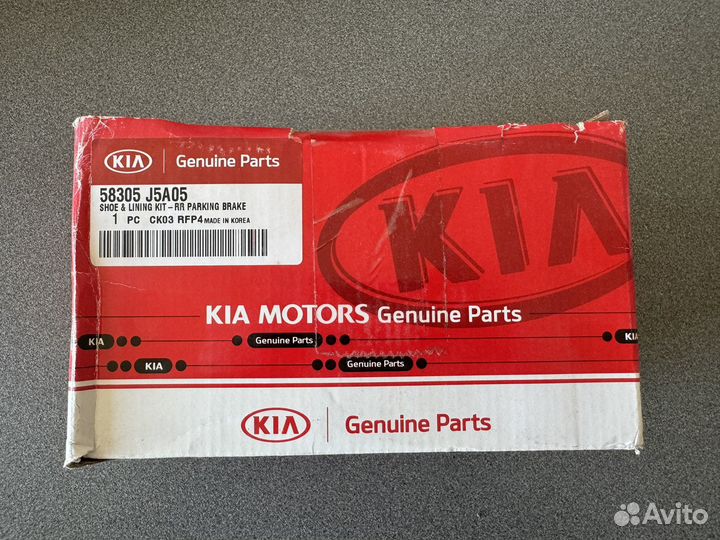 KIA Genuine Parts
58305 J5A05
SHOE & LINING KIT-RR PARKING BRAKE
1 PC CK03 RFP4 MADE IN KOREA
KIA
KIA MOTORS Genuine Parts
KIA Genuine Parts KIA
KIA Genuine Parts
KIA Genuine Parts
Avito